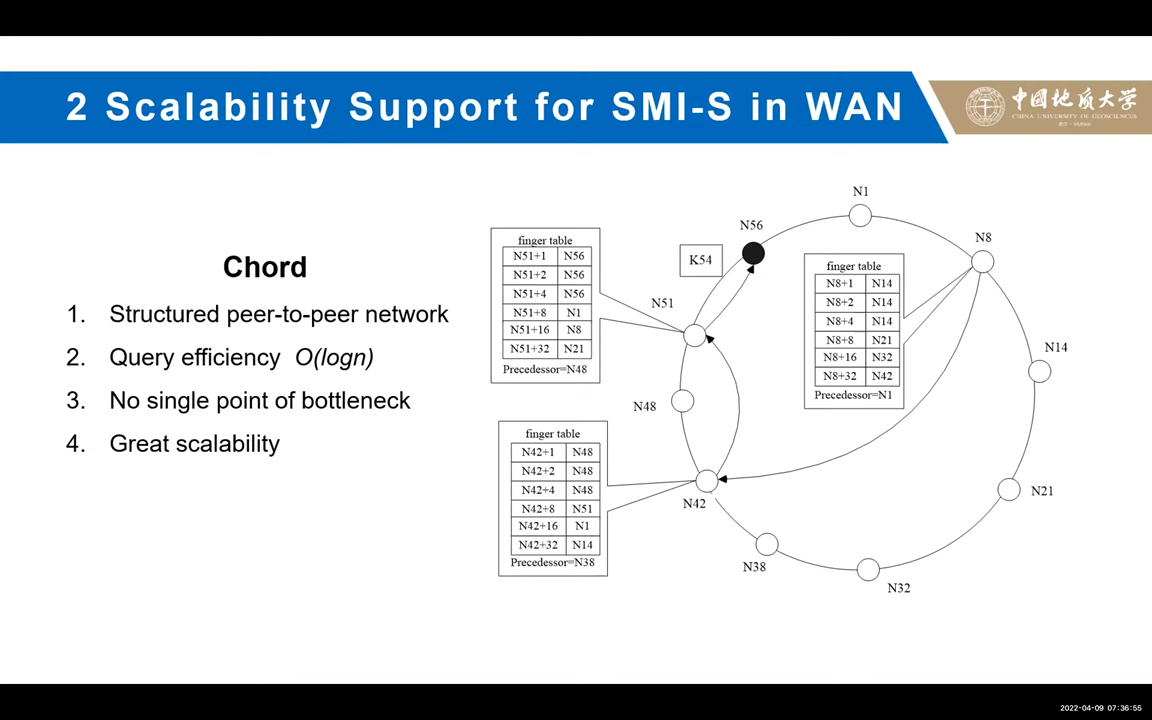 2 Scalability Support for SMI-S in WAN
中国地质大学
CHINA UNIVERSITY OF GEOSCIENCES
Chord
1. Structured peer-to-peer network
2. Query efficiency O(logn)
3. No single point of bottleneck
4. Great scalability
finger table
N51+1 N56
N51+2 N56
N51+4 N56
N51+8 N1
N51+16 N8
N51+32 N21
Precedessor=N48
finger table
N42+1 N48
N42+2 N48
N42+4 N48
N42+8 N51
N42+16 N1
N42+32 N14
Precedessor=N38
finger table
N8+1 N14
N8+2 N14
N8+4 N14
N8+8 N21
N8+16 N32
N8+32 N42
Precedessor=N1
N1
N56
N8
K54
N51
N14
N48
N42
N21
N38
N32
2022-04-09 07:36:55